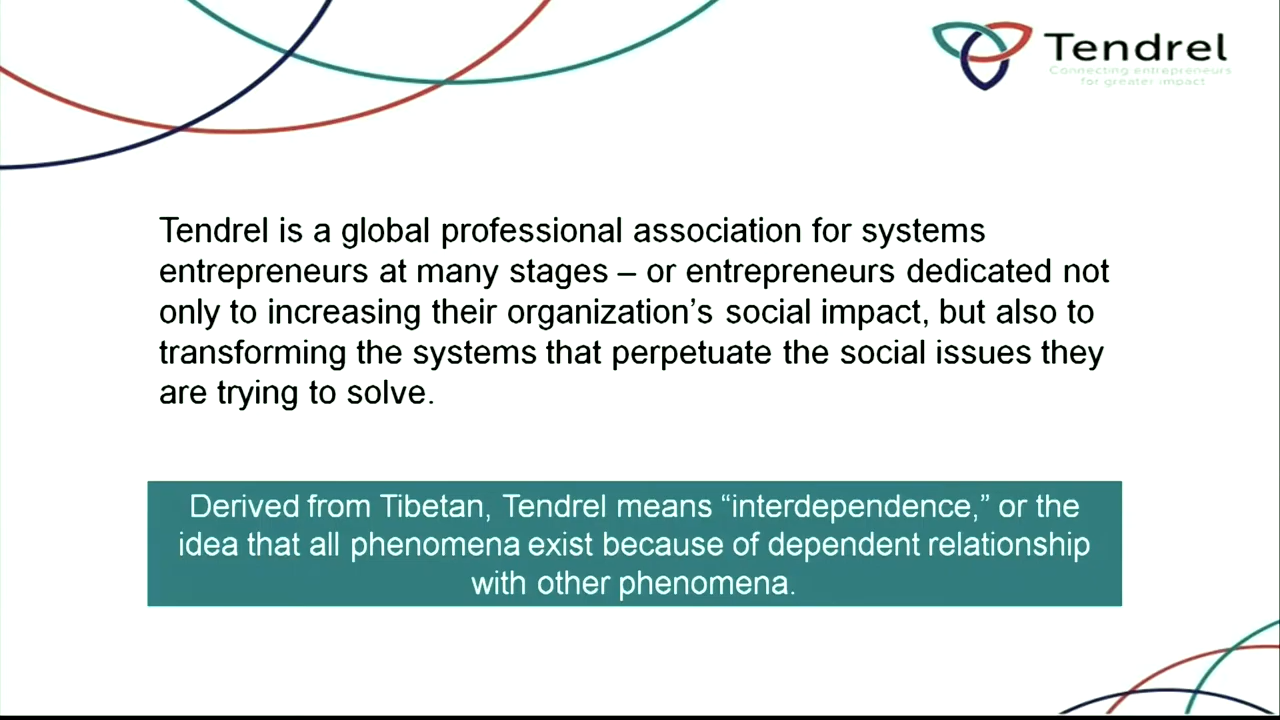 Tendrel
Connecting entrepreneurs
for greater impact
Tendrel is a global professional association for systems
entrepreneurs at many stages – or entrepreneurs dedicated not
only to increasing their organization’s social impact, but also to
transforming the systems that perpetuate the social issues they
are trying to solve.
Derived from Tibetan, Tendrel means “interdependence,” or the
idea that all phenomena exist because of dependent relationship
with other phenomena.